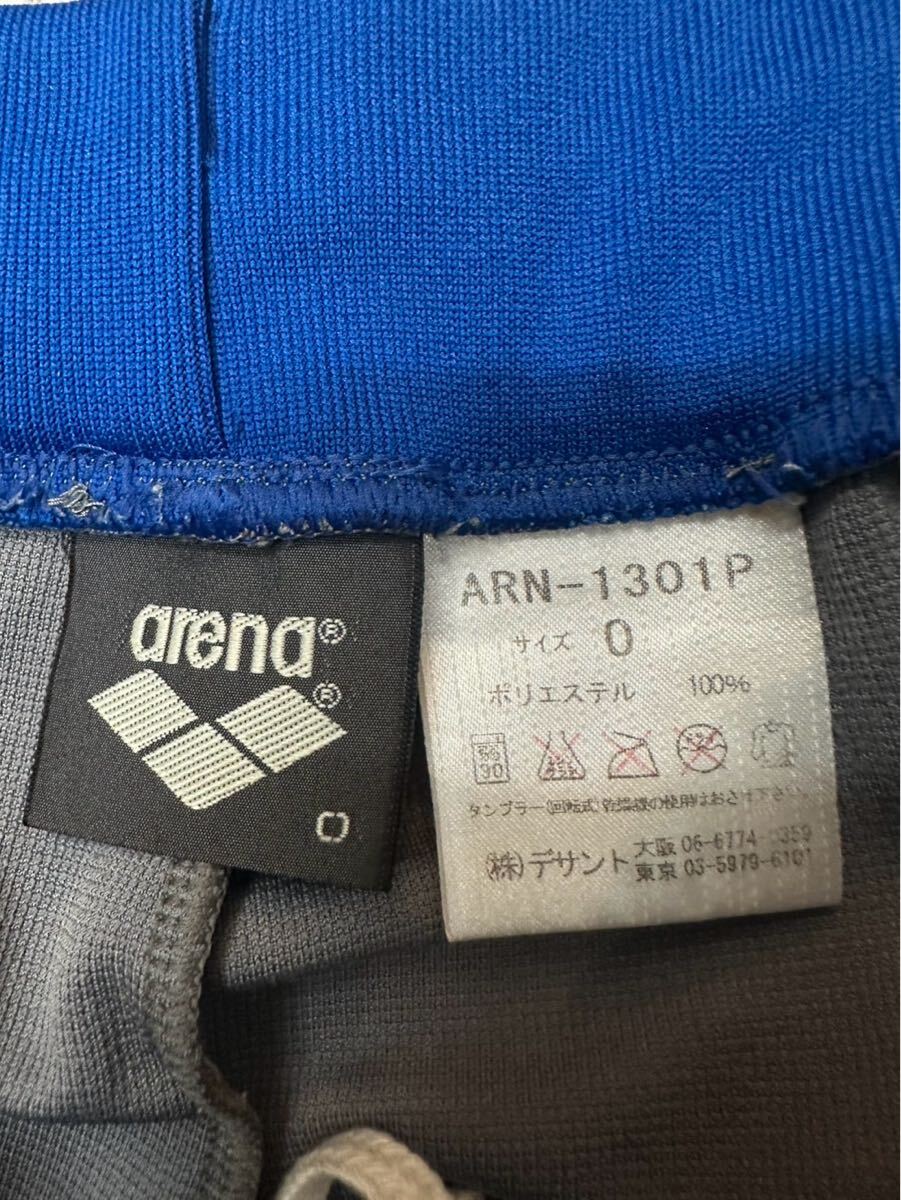 arena®
®
O
ARN-1301P
サイズ O
ポリエステル 100%
タンブラー(回転式)乾燥機の使用はおさけ下さい。
(株)デサント 大阪 06-6774-0359
東京 03-5979-6101